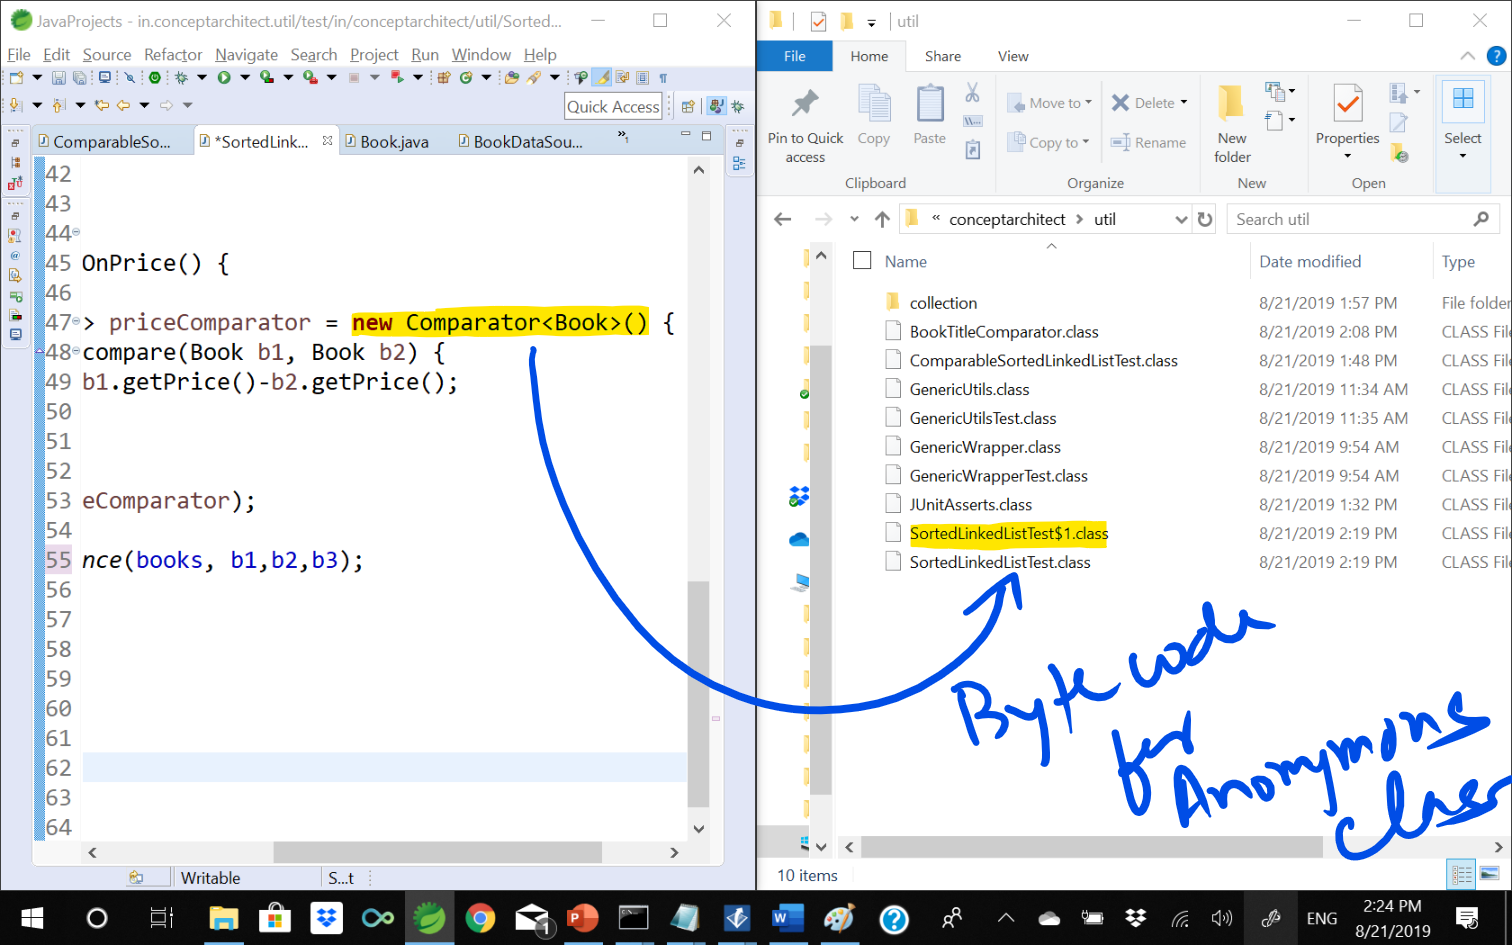 JavaProjects - in.conceptarchitect.util/test/in/conceptarchitect/util/Sorted...
File Edit Source Refactor Navigate Search Project Run Window Help
Quick Access
ComparableSo... *SortedLink... Book.java BookDataSou... »1
42
43
44
45 OnPrice() {
46
47 > priceComparator = new Comparator<Book>() {
48 compare(Book b1, Book b2) {
49 b1.getPrice()-b2.getPrice();
50
51
52
53 eComparator);
54
55 nce(books, b1,b2,b3);
56
57
58
59
60
61
62
63
64
Writable S...t
util
File Home Share View
Pin to Quick access
Copy
Paste
Clipboard
Move to
Copy to
Delete
Rename
Organize
New folder
New
Properties
Open
Select
« conceptarchitect > util
Search util
Name Date modified Type
collection 8/21/2019 1:57 PM File folder
BookTitleComparator.class 8/21/2019 2:08 PM CLASS File
ComparableSortedLinkedListTest.class 8/21/2019 1:48 PM CLASS File
GenericUtils.class 8/21/2019 11:34 AM CLASS File
GenericUtilsTest.class 8/21/2019 11:35 AM CLASS File
GenericWrapper.class 8/21/2019 9:54 AM CLASS File
GenericWrapperTest.class 8/21/2019 9:54 AM CLASS File
JUnitAsserts.class 8/21/2019 1:32 PM CLASS File
SortedLinkedListTest$1.class 8/21/2019 2:19 PM CLASS File
SortedLinkedListTest.class 8/21/2019 2:19 PM CLASS File
Byte code
for
Anonymous
Class
10 items
1
ENG
2:24 PM
8/21/2019